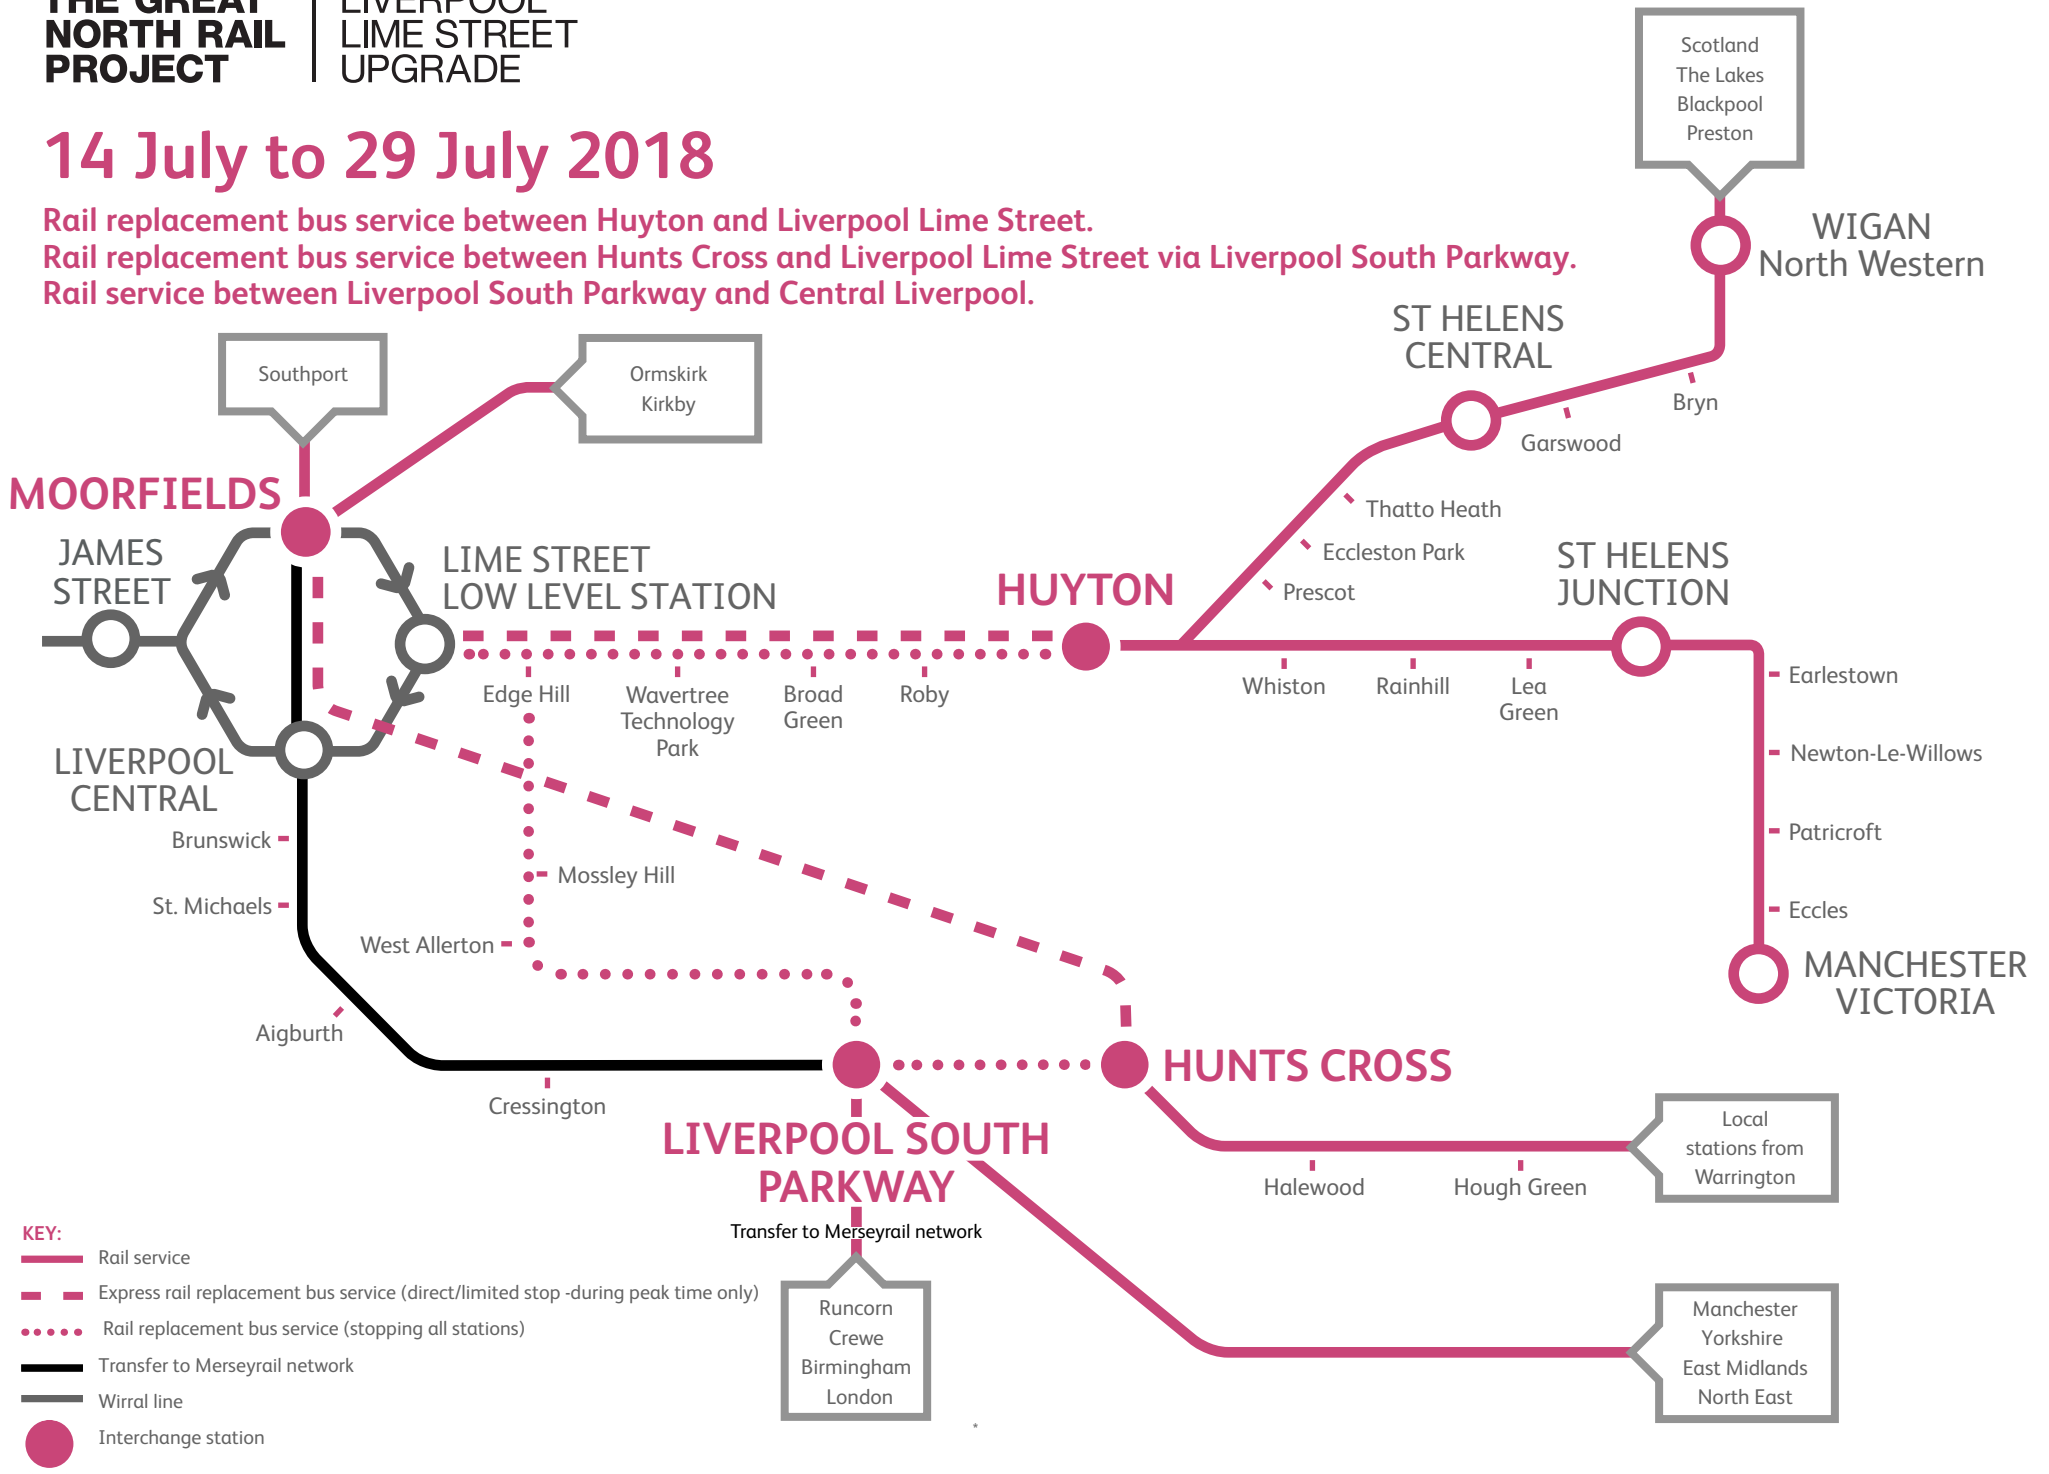 THE GREAT
NORTH RAIL
PROJECT
LIVERPOOL
LIME STREET
UPGRADE
14 July to 29 July 2018
Rail replacement bus service between Huyton and Liverpool Lime Street.
Rail replacement bus service between Hunts Cross and Liverpool Lime Street via Liverpool South Parkway.
Rail service between Liverpool South Parkway and Central Liverpool.
Scotland
The Lakes
Blackpool
Preston
WIGAN
North Western
ST HELENS
CENTRAL
Bryn
Garswood
Thatto Heath
Eccleston Park
Prescot
Southport
Ormskirk
Kirkby
MOORFIELDS
JAMES
STREET
LIME STREET
LOW LEVEL STATION
HUYTON
ST HELENS
JUNCTION
Edge Hill
Wavertree
Technology
Park
Broad
Green
Roby
Whiston
Rainhill
Lea
Green
Earlestown
Newton-Le-Willows
Patricroft
Eccles
MANCHESTER
VICTORIA
LIVERPOOL
CENTRAL
Brunswick
St. Michaels
Mossley Hill
West Allerton
Aigburth
Cressington
LIVERPOOL SOUTH
PARKWAY
Transfer to Merseyrail network
HUNTS CROSS
Halewood
Hough Green
Local
stations from
Warrington
Runcorn
Crewe
Birmingham
London
Manchester
Yorkshire
East Midlands
North East
*
KEY:
Rail service
Express rail replacement bus service (direct/limited stop -during peak time only)
Rail replacement bus service (stopping all stations)
Transfer to Merseyrail network
Wirral line
Interchange station